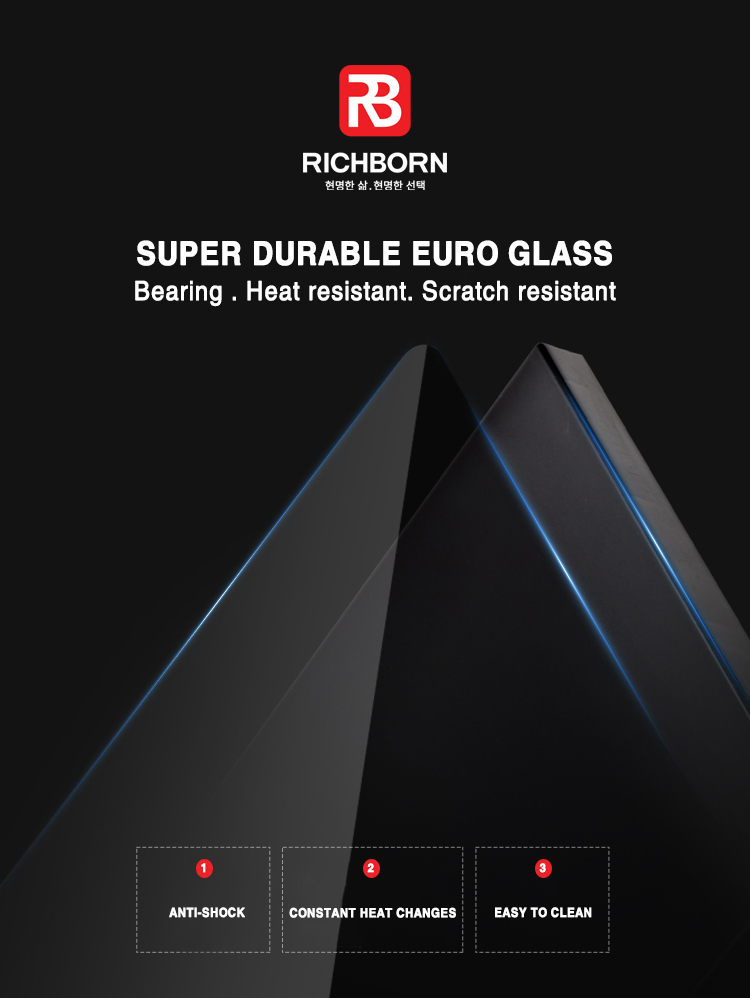 RB
RICHBORN
현명한 삶.현명한 선택
SUPER DURABLE EURO GLASS
Bearing . Heat resistant. Scratch resistant
1
2
3
ANTI-SHOCK
CONSTANT HEAT CHANGES
EASY TO CLEAN